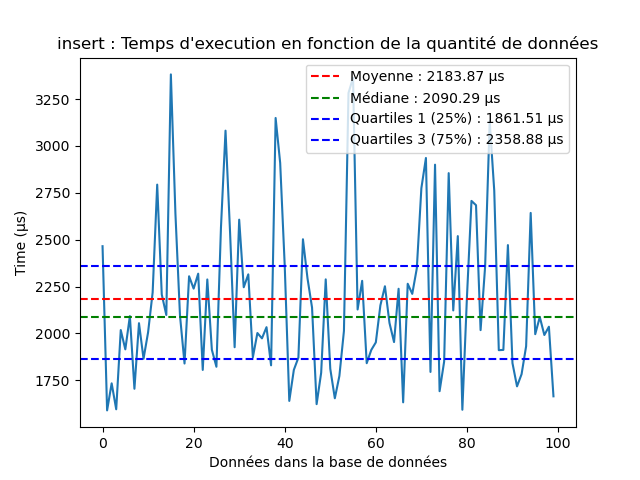 insert : Temps d'execution en fonction de la quantité de données
Moyenne : 2183.87 µs
Médiane : 2090.29 µs
Quartiles 1 (25%) : 1861.51 µs
Quartiles 3 (75%) : 2358.88 µs
3250
3000
2750
2500
2250
2000
1750
Time (µs)
0 20 40 60 80 100
Données dans la base de données